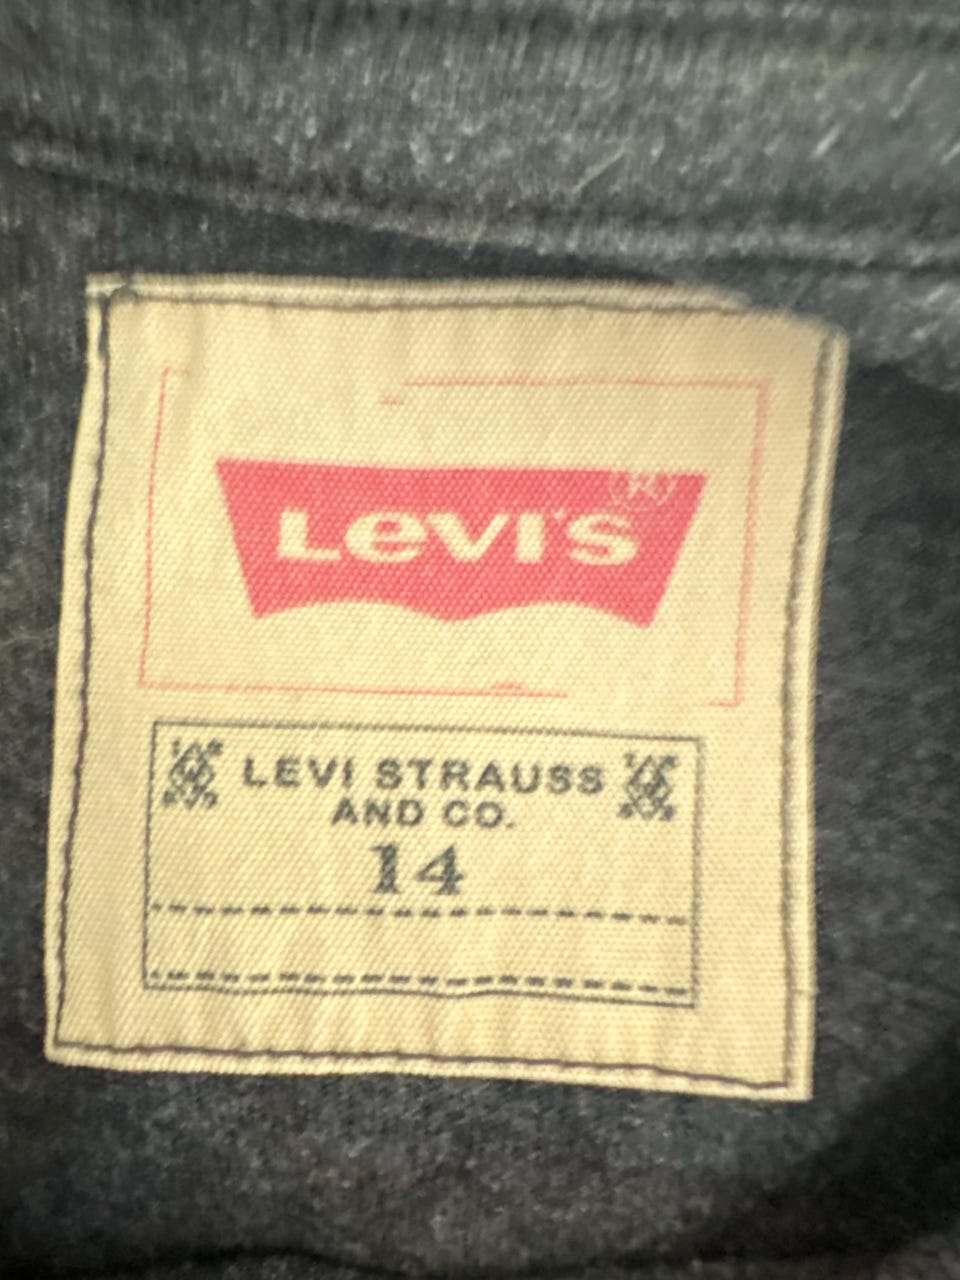 Levi's®
LEVI STRAUSS
AND CO.
14